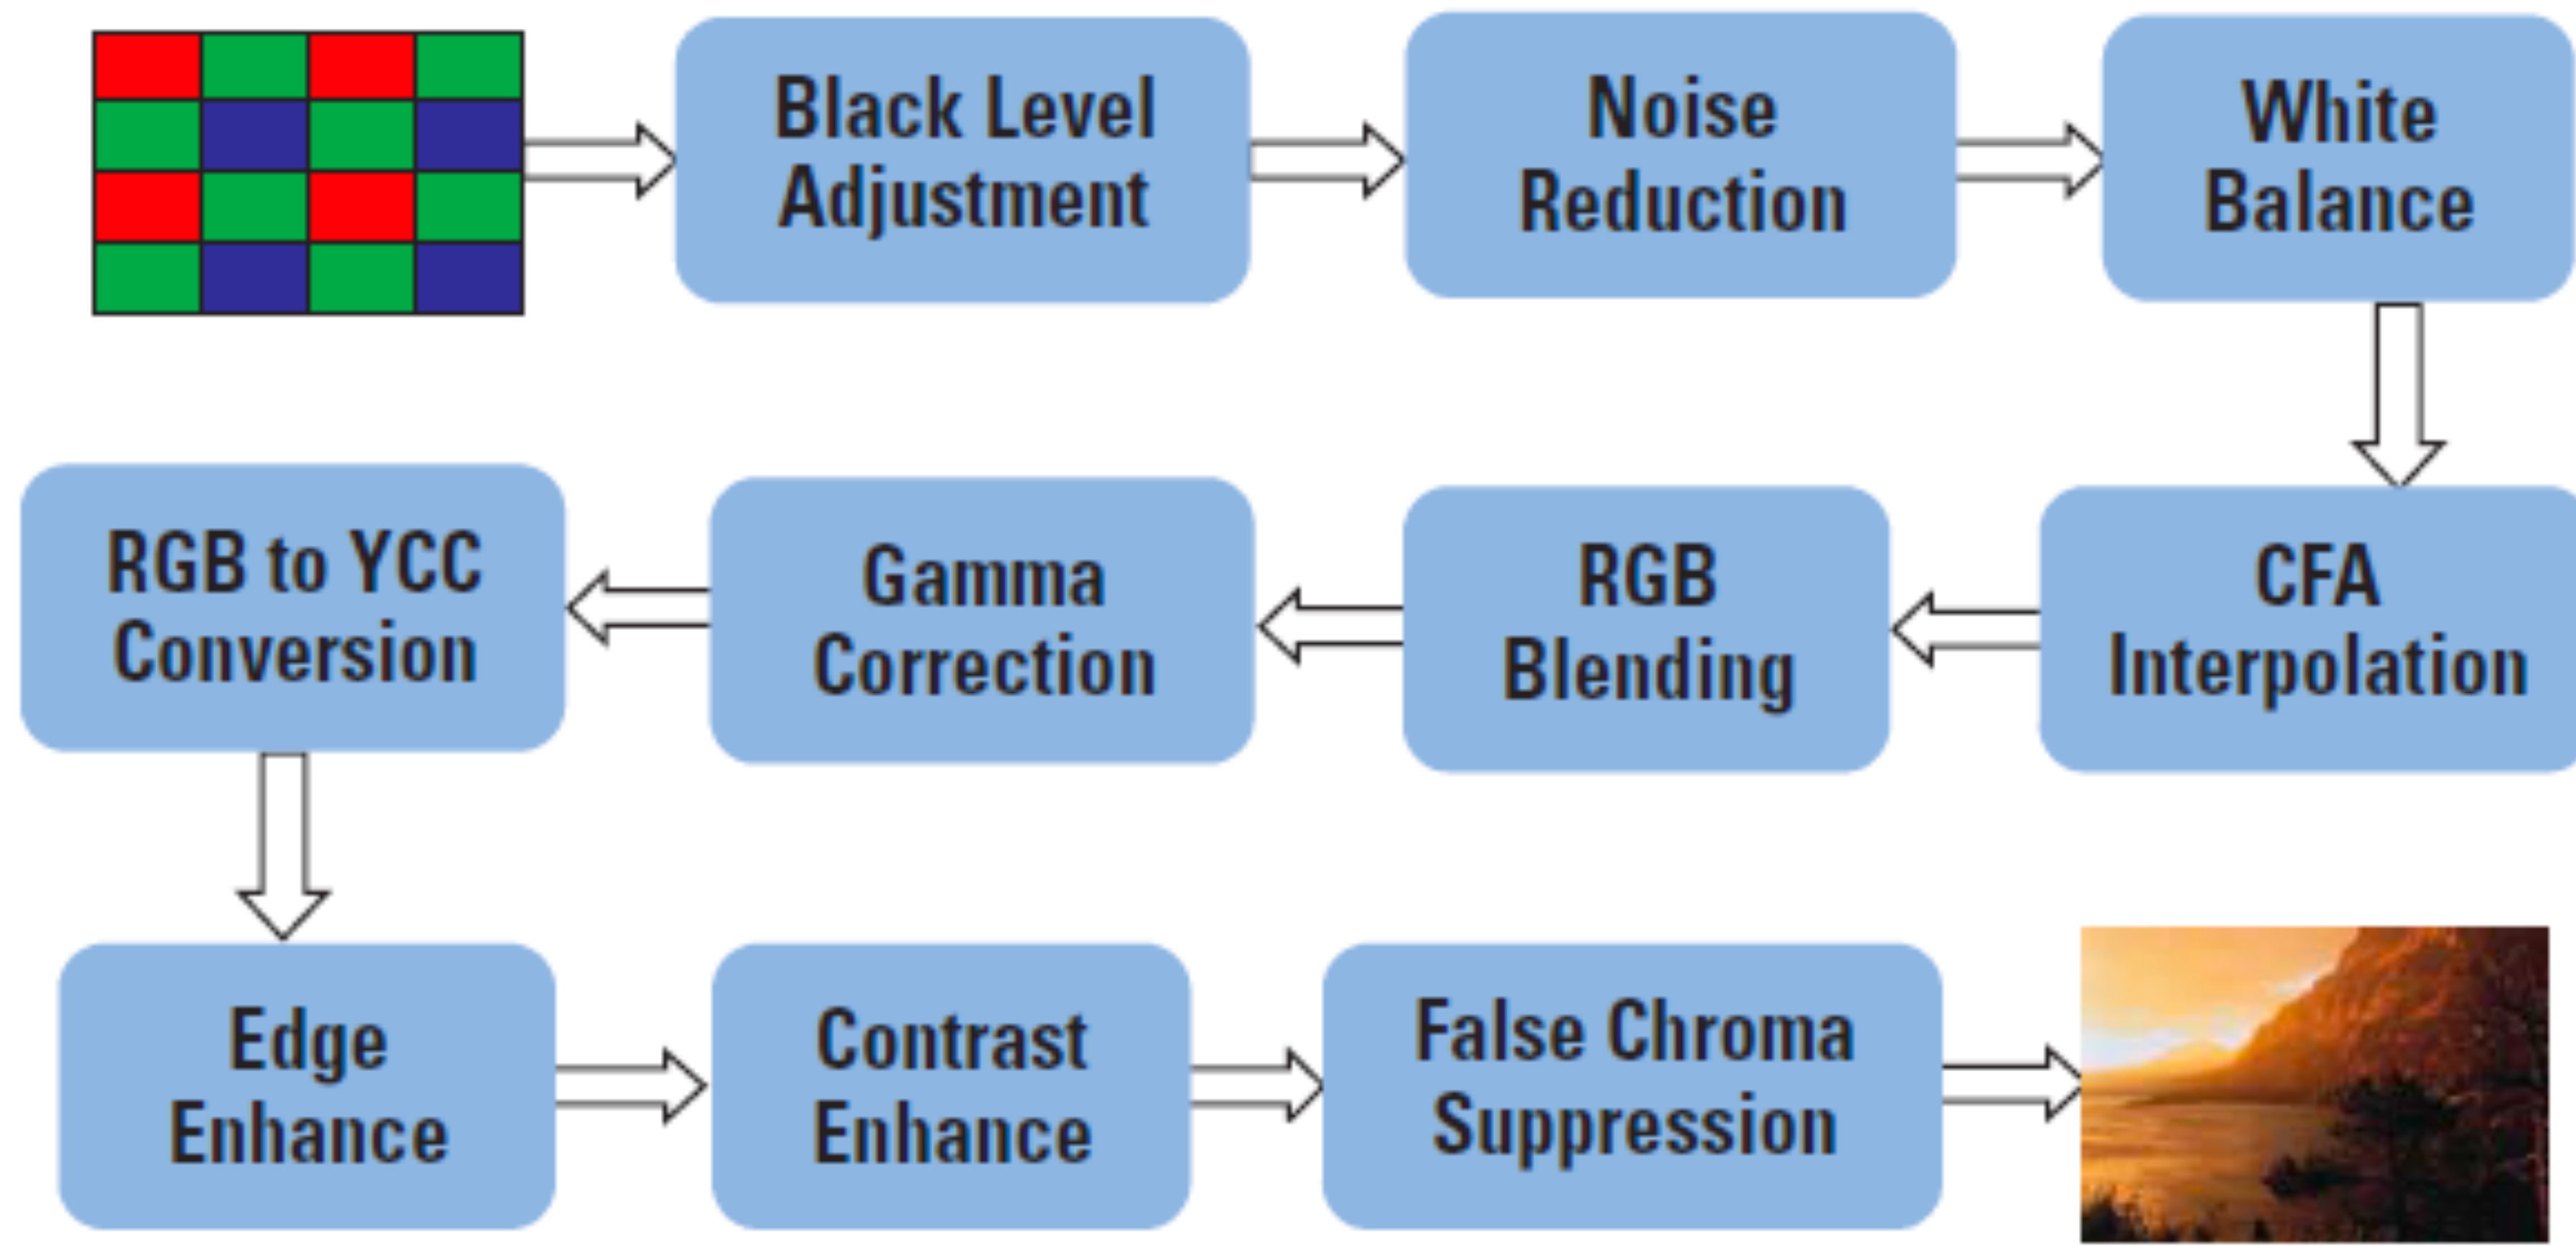 Black Level
Adjustment
Noise
Reduction
White
Balance
CFA
Interpolation
RGB
Blending
Gamma
Correction
RGB to YCC
Conversion
Edge
Enhance
Contrast
Enhance
False Chroma
Suppression